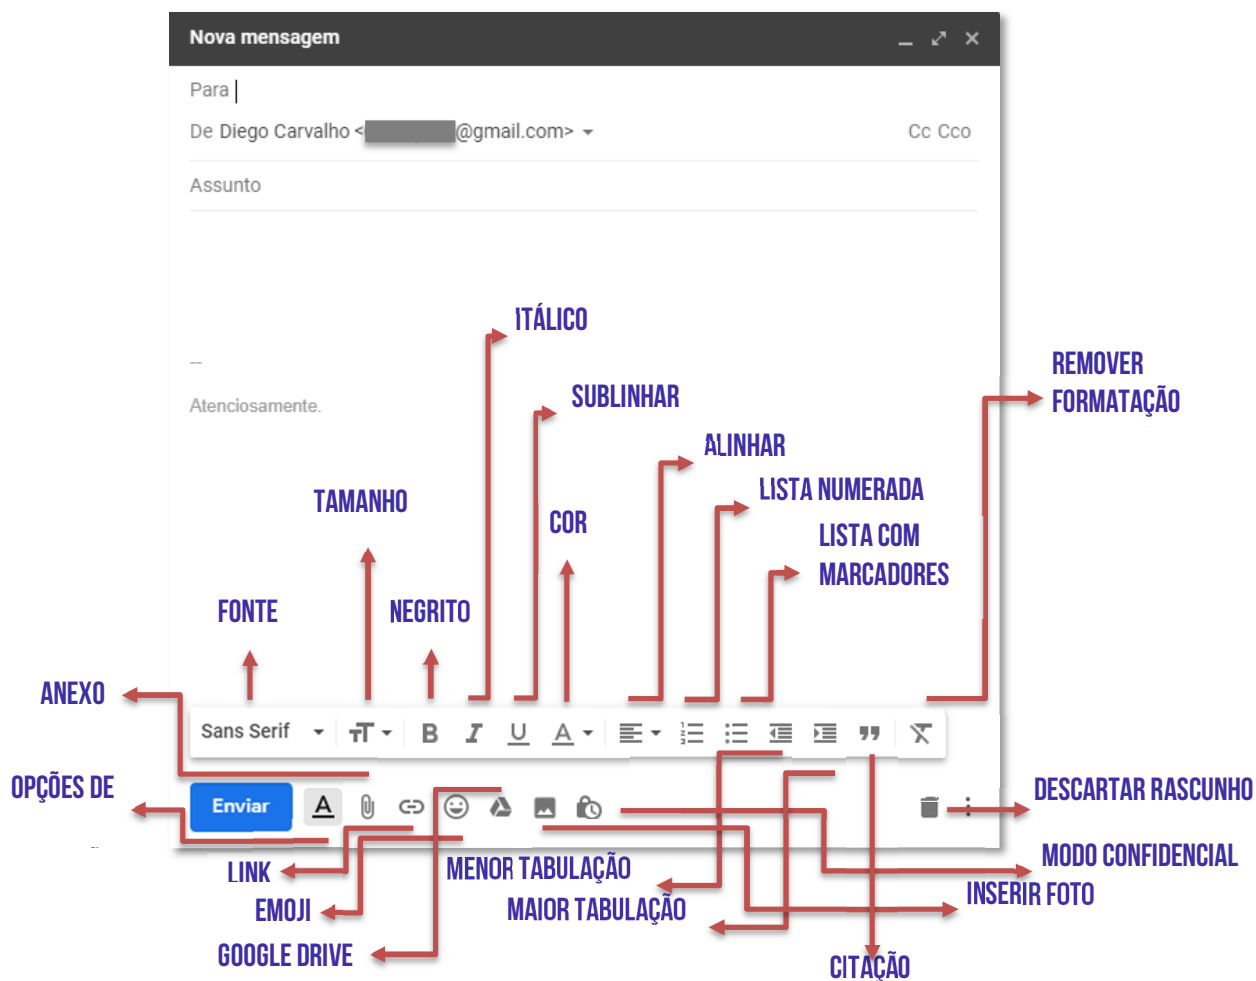 Nova mensagem
Para
De Diego Carvalho < @gmail.com>
Cc Cco
Assunto
--
Atenciosamente.
ITÁLICO
REMOVER
FORMATAÇÃO
SUBLINHAR
ALINHAR
LISTA NUMERADA
TAMANHO
COR
LISTA COM
MARCADORES
FONTE
NEGRITO
ANEXO
Sans Serif
OPÇÕES DE
Enviar
DESCARTAR RASCUNHO
LINK
MENOR TABULAÇÃO
MODO CONFIDENCIAL
EMOJI
MAIOR TABULAÇÃO
INSERIR FOTO
GOOGLE DRIVE
CITAÇÃO